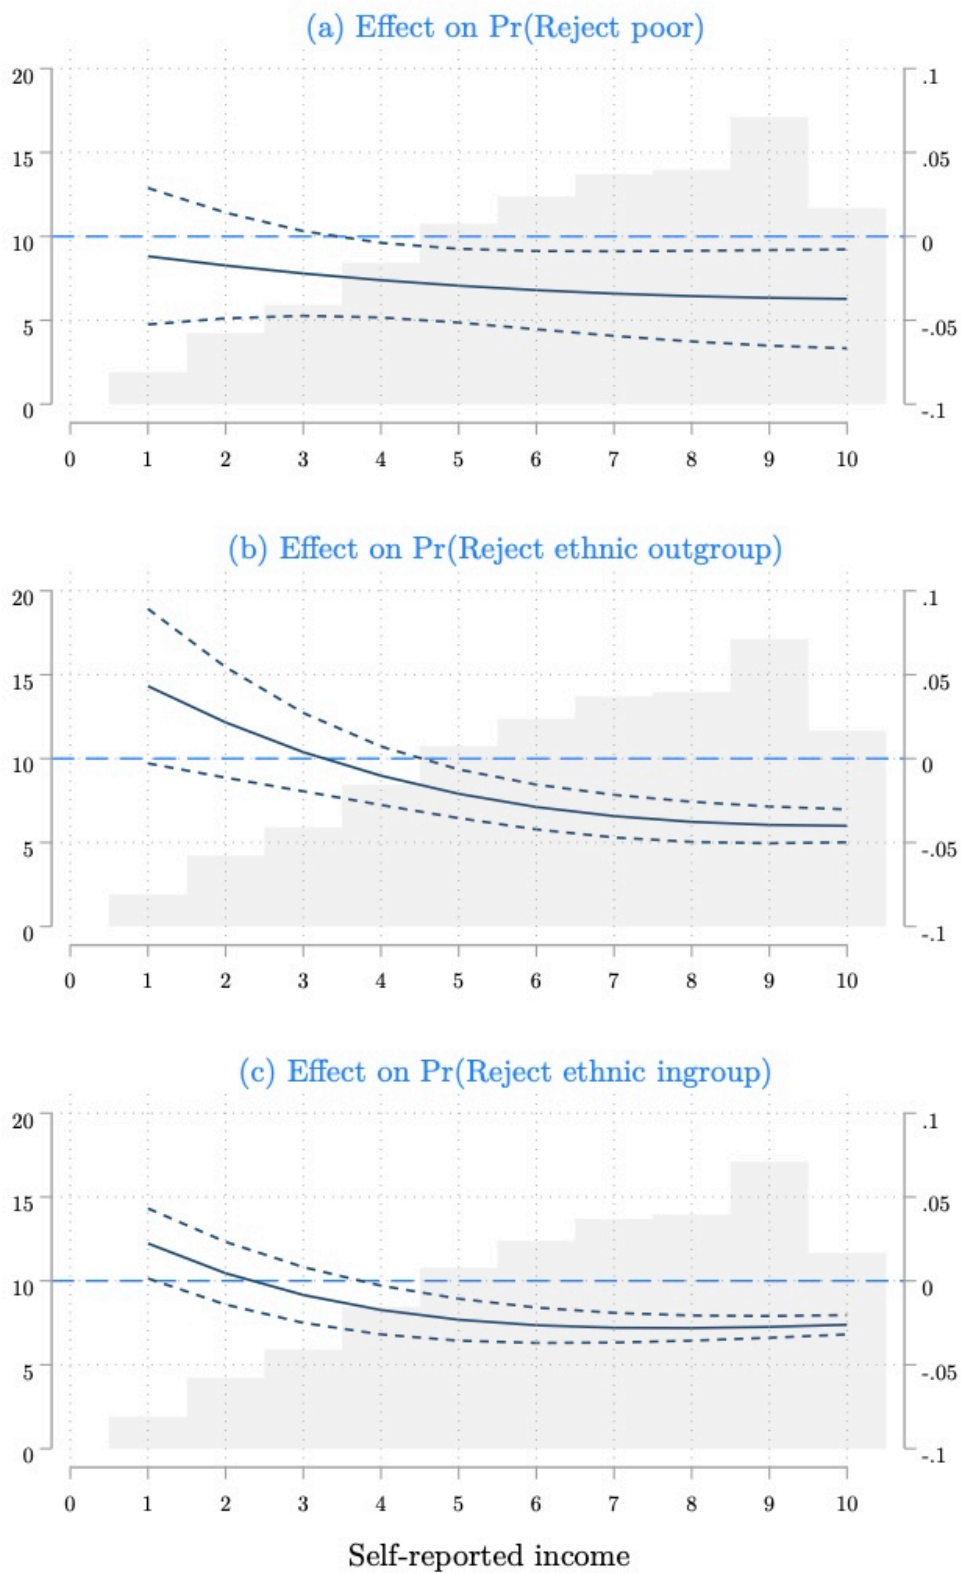 (a) Effect on Pr(Reject poor)
20 .1
15 .05
10 0
5 -.05
0 -.1
0 1 2 3 4 5 6 7 8 9 10
(b) Effect on Pr(Reject ethnic outgroup)
20 .1
15 .05
10 0
5 -.05
0 -.1
0 1 2 3 4 5 6 7 8 9 10
(c) Effect on Pr(Reject ethnic ingroup)
20 .1
15 .05
10 0
5 -.05
0 -.1
0 1 2 3 4 5 6 7 8 9 10
Self-reported income